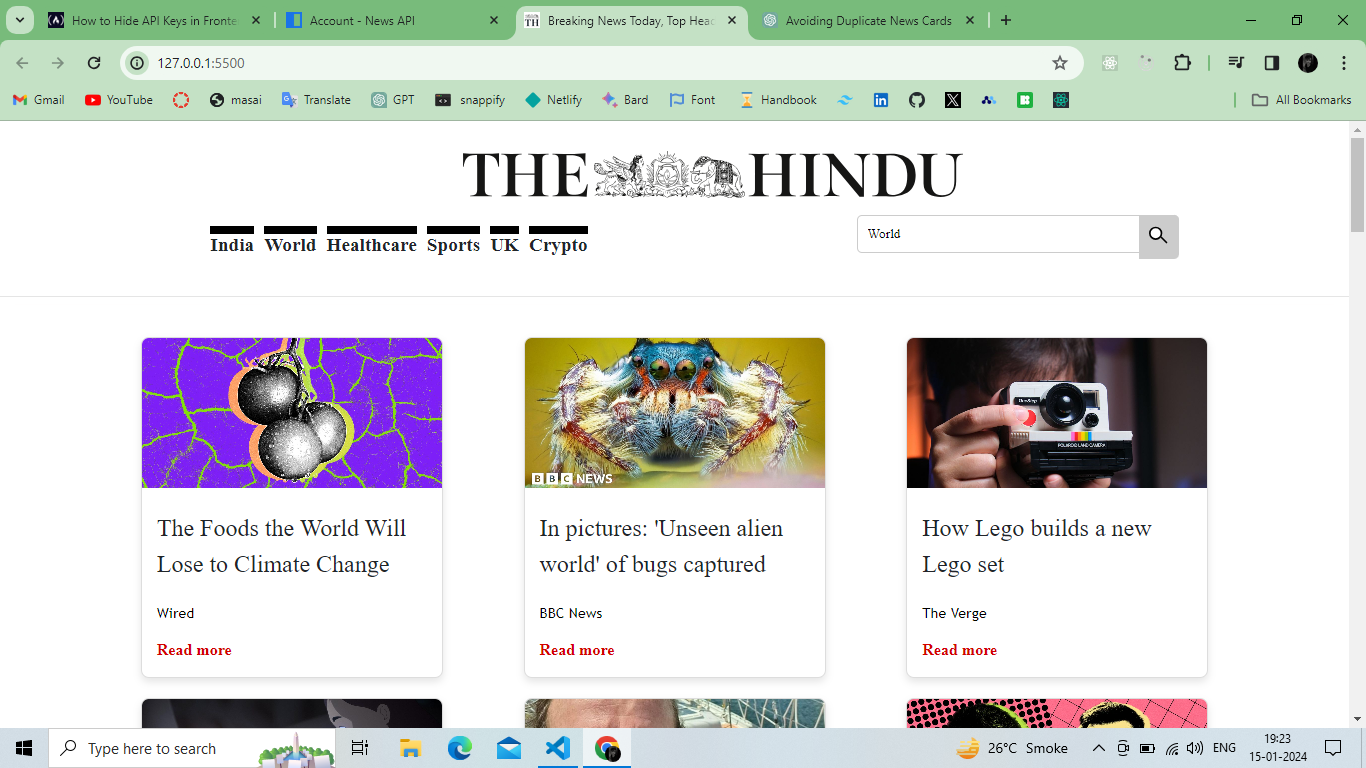 How to Hide API Keys in Fronte
Account - News API
Breaking News Today, Top Head
Avoiding Duplicate News Cards
127.0.0.1:5500
Gmail
YouTube
masai
Translate
GPT
snappify
Netlify
Bard
Font
Handbook
All Bookmarks
THE HINDU
India World Healthcare Sports UK Crypto
World
BBC NEWS
OneStep
POLAROID LAND CAMERA
The Foods the World Will
Lose to Climate Change
Wired
Read more
In pictures: 'Unseen alien
world' of bugs captured
BBC News
Read more
How Lego builds a new
Lego set
The Verge
Read more
Type here to search
26°C Smoke
ENG
19:23
15-01-2024